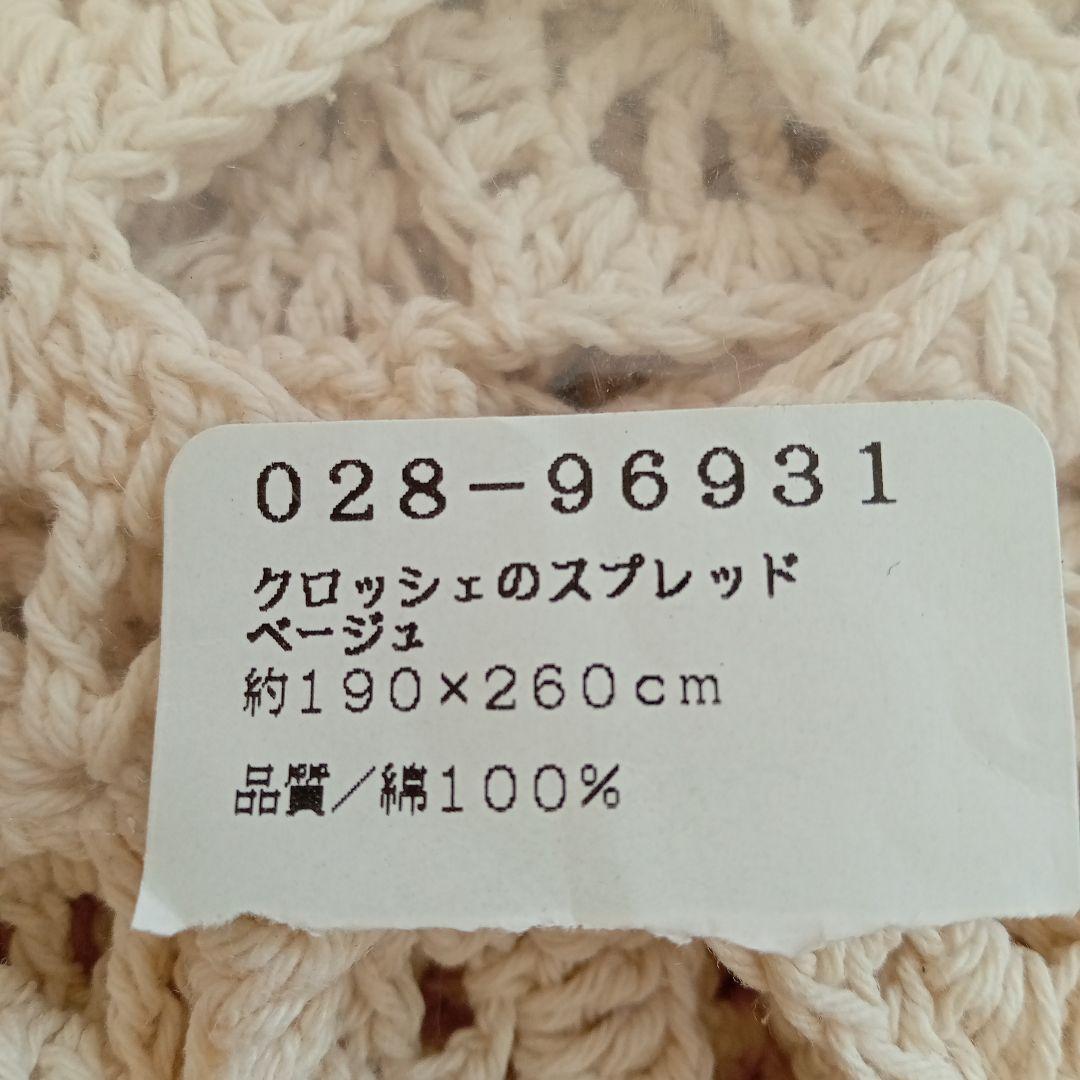 028-96931
クロッシェのスプレッド
ベージュ
約190×260cm
品質／綿100%